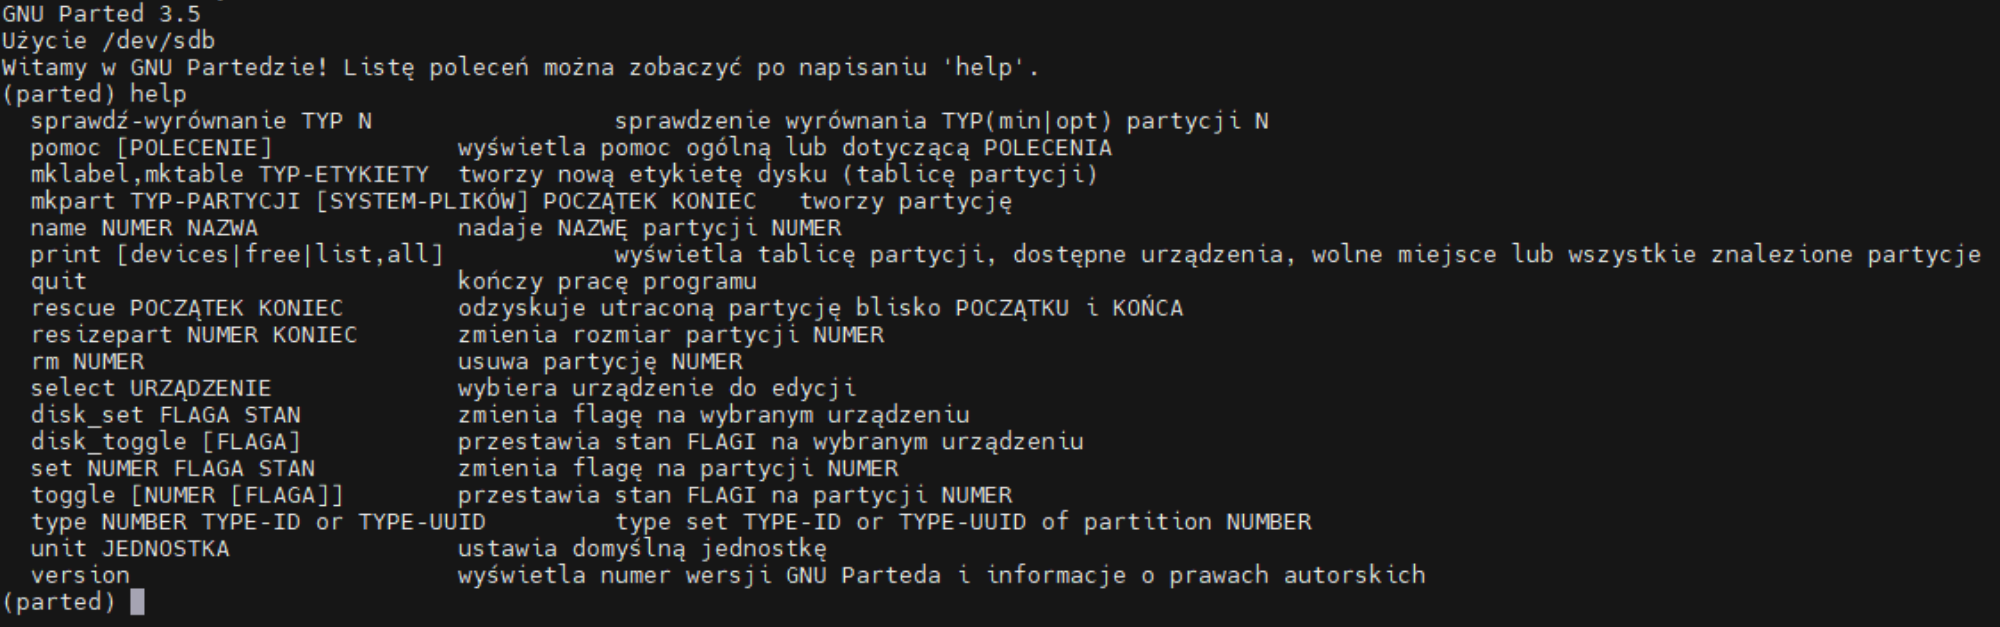 GNU Parted 3.5
Użycie /dev/sdb
Witamy w GNU Partedzie! Listę poleceń można zobaczyć po napisaniu 'help'.
(parted) help
sprawdź-wyrównanie TYP N sprawdzenie wyrównania TYP(min|opt) partycji N
pomoc [POLECENIE] wyświetla pomoc ogólną lub dotyczącą POLECENIA
mklabel,mktable TYP-ETYKIETY tworzy nową etykietę dysku (tablicę partycji)
mkpart TYP-PARTYCJI [SYSTEM-PLIKÓW] POCZĄTEK KONIEC tworzy partycję
name NUMER NAZWA nadaje NAZWĘ partycji NUMER
print [devices|free|list,all] wyświetla tablicę partycji, dostępne urządzenia, wolne miejsce lub wszystkie znalezione partycje
quit kończy pracę programu
rescue POCZĄTEK KONIEC odzyskuje utraconą partycję blisko POCZĄTKU i KOŃCA
resizepart NUMER KONIEC zmienia rozmiar partycji NUMER
rm NUMER usuwa partycję NUMER
select URZĄDZENIE wybiera urządzenie do edycji
disk_set FLAGA STAN zmienia flagę na wybranym urządzeniu
disk_toggle [FLAGA] przestawia stan FLAGI na wybranym urządzeniu
set NUMER FLAGA STAN zmienia flagę na partycji NUMER
toggle [NUMER [FLAGA]] przestawia stan FLAGI na partycji NUMER
type NUMBER TYPE-ID or TYPE-UUID type set TYPE-ID or TYPE-UUID of partition NUMBER
unit JEDNOSTKA ustawia domyślną jednostkę
version wyświetla numer wersji GNU Parteda i informacje o prawach autorskich
(parted)